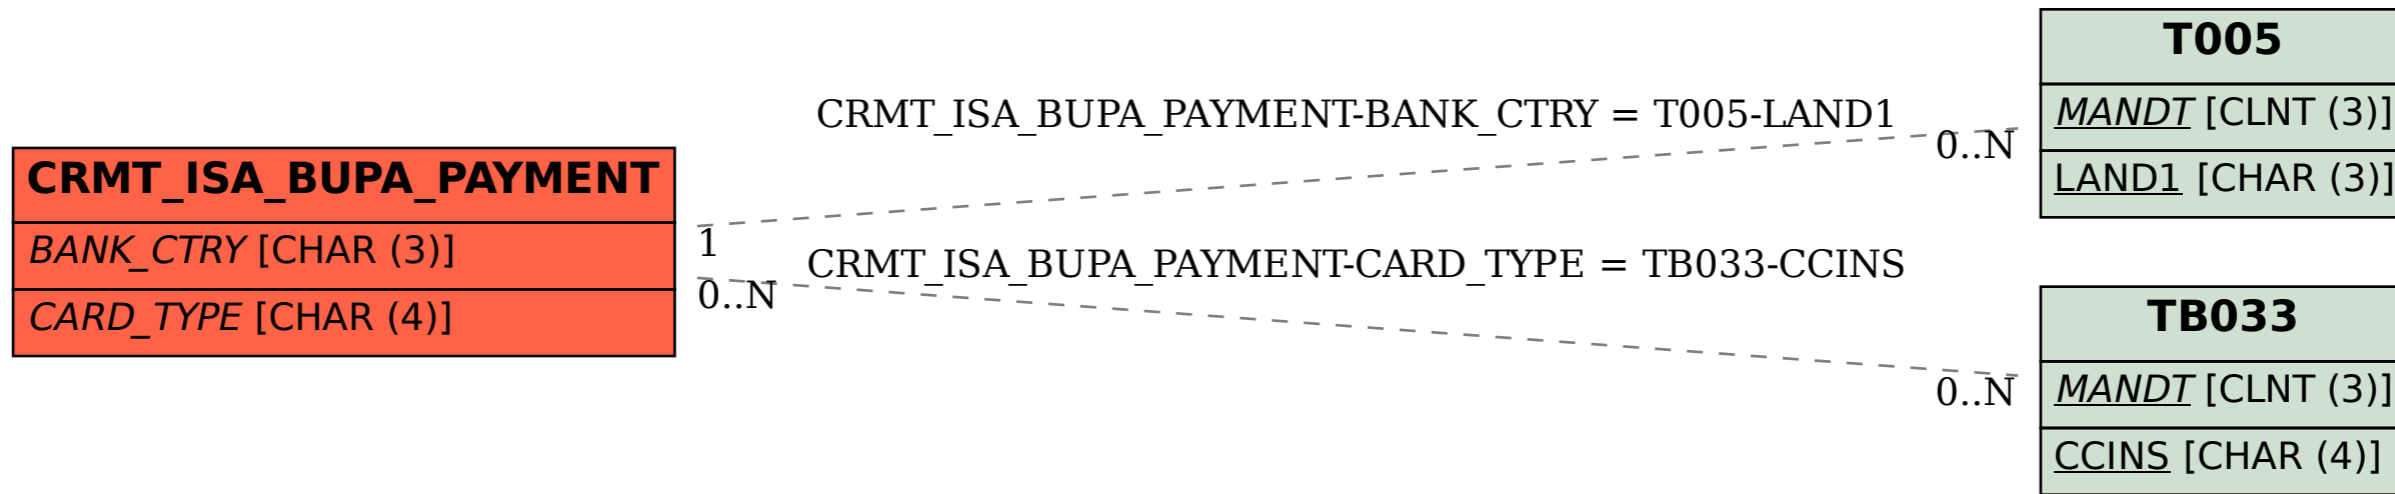 CRMT_ISA_BUPA_PAYMENT
BANK_CTRY [CHAR (3)]
CARD_TYPE [CHAR (4)]
CRMT_ISA_BUPA_PAYMENT-BANK_CTRY = T005-LAND1
1
0..N
CRMT_ISA_BUPA_PAYMENT-CARD_TYPE = TB033-CCINS
0..N
0..N
T005
MANDT [CLNT (3)]
LAND1 [CHAR (3)]
TB033
MANDT [CLNT (3)]
CCINS [CHAR (4)]